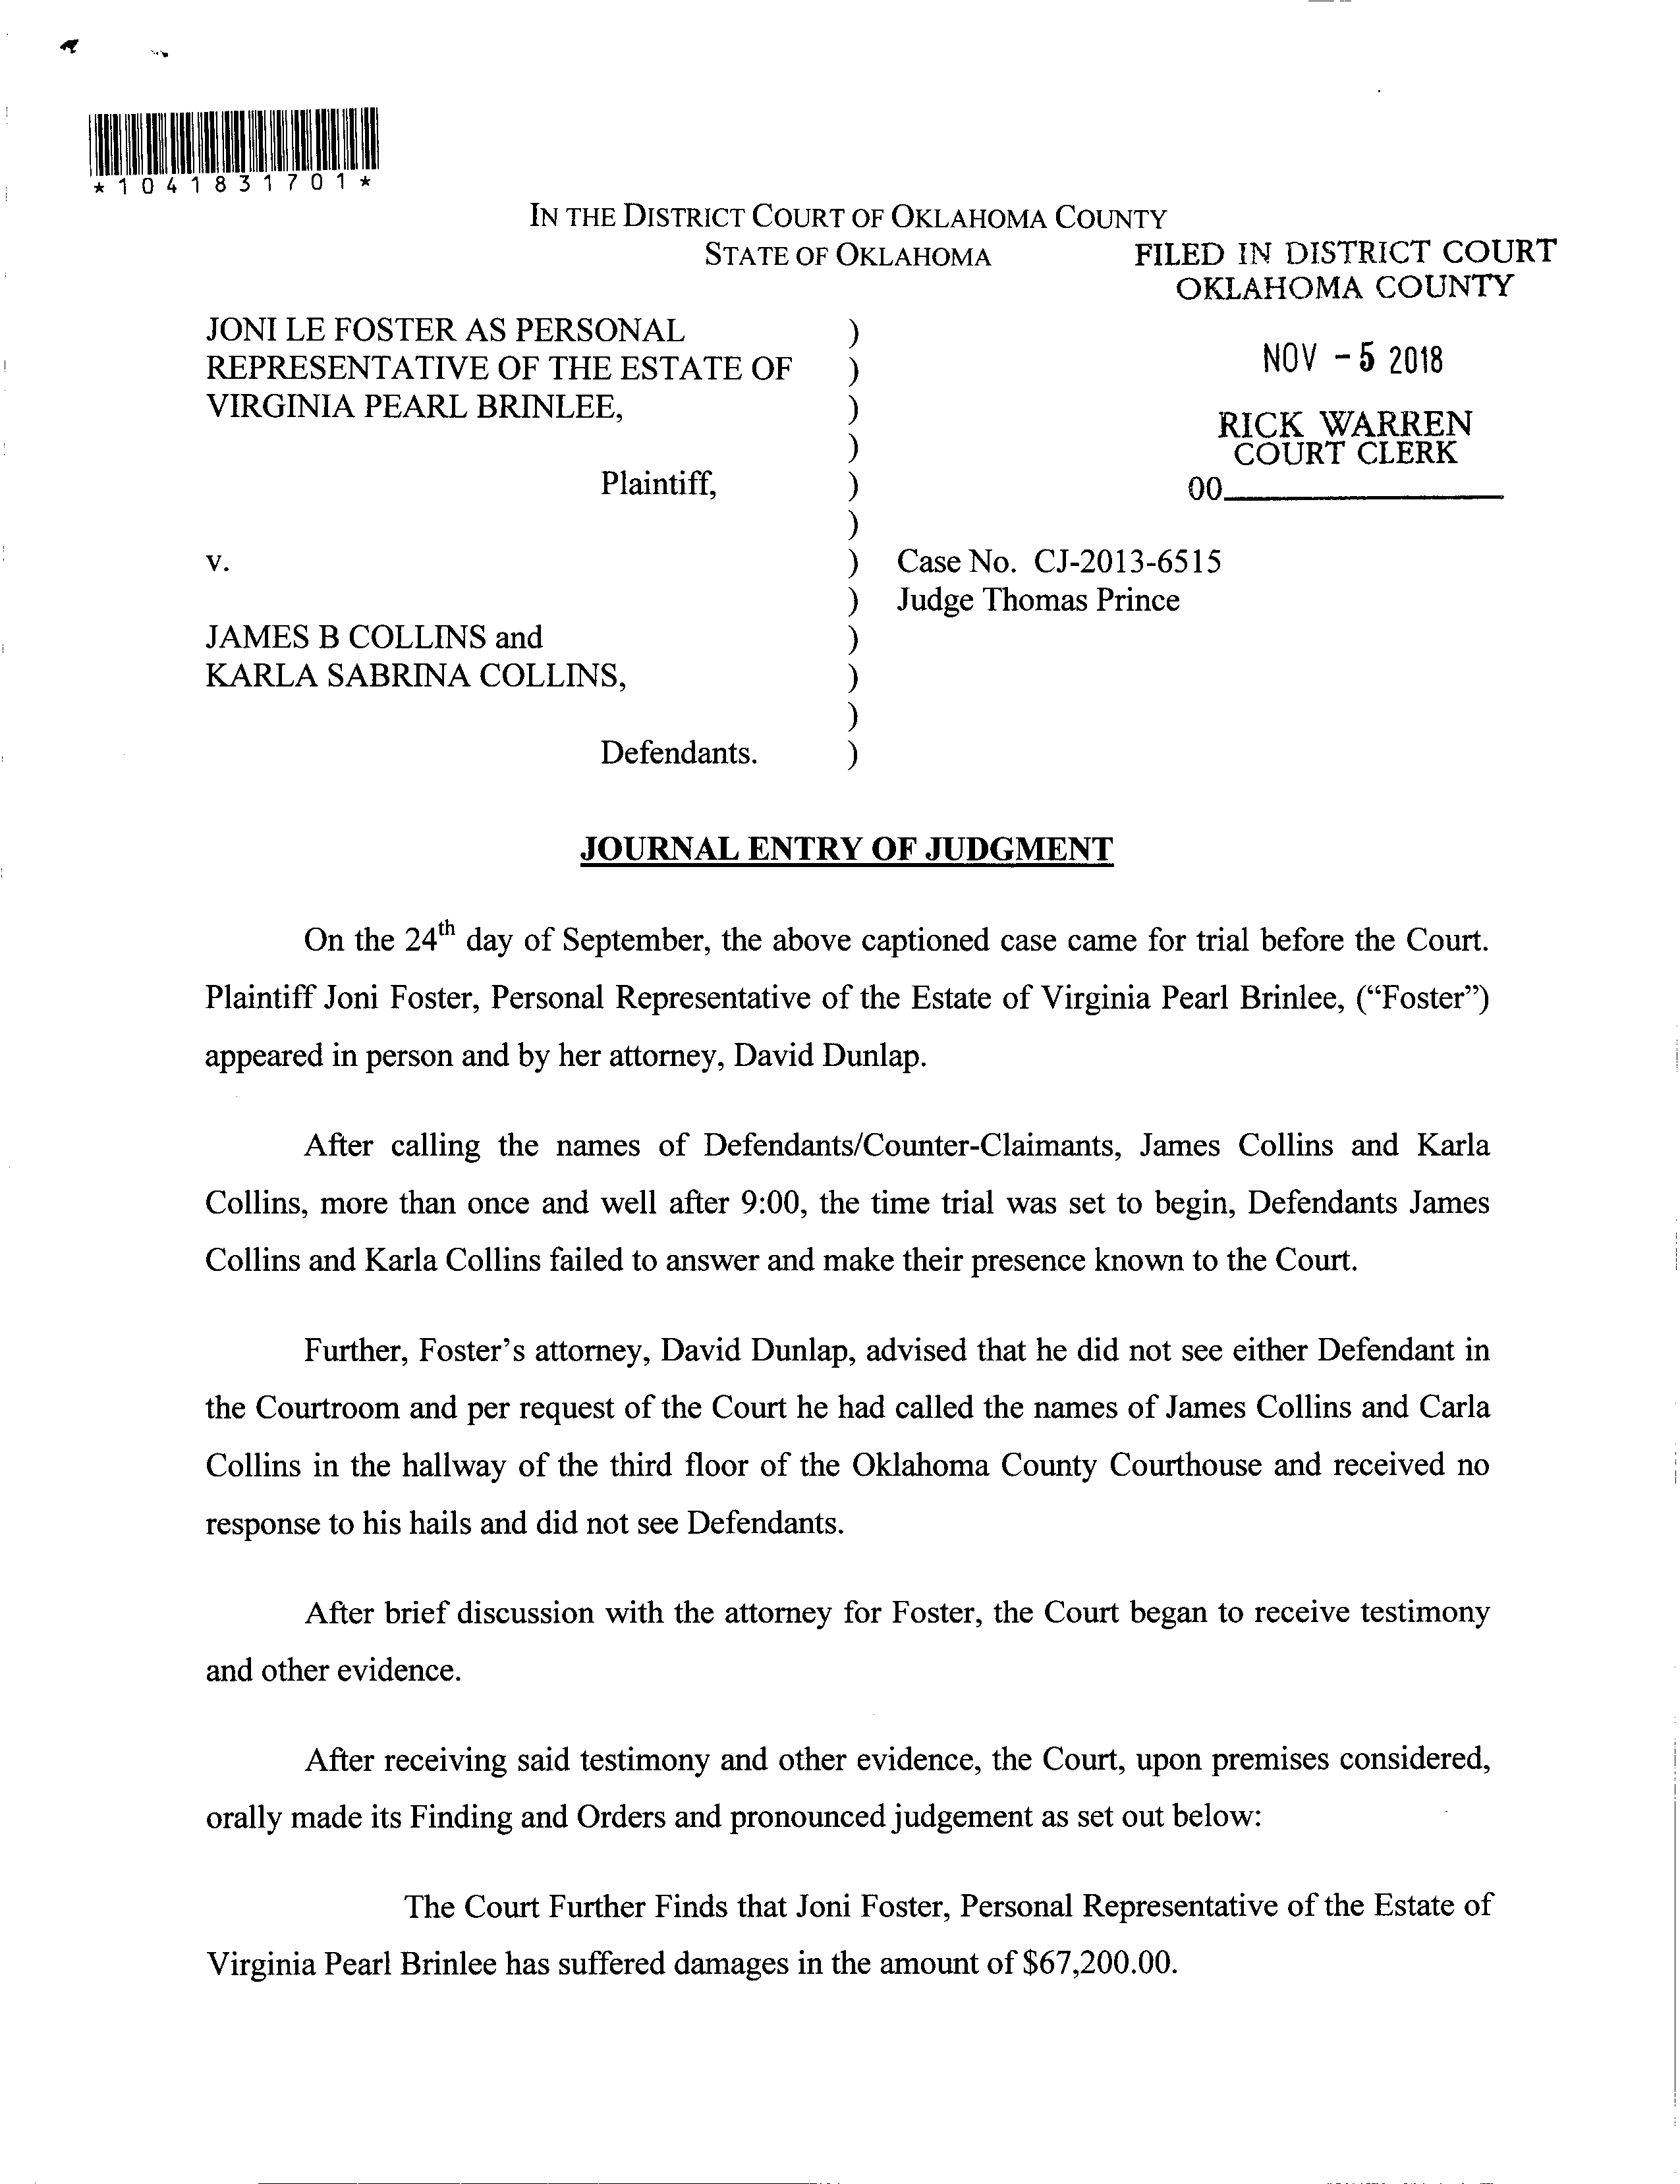 *1041831701*
IN THE DISTRICT COURT OF OKLAHOMA COUNTY
STATE OF OKLAHOMA
FILED IN DISTRICT COURT
OKLAHOMA COUNTY
NOV - 5 2018
RICK WARREN
COURT CLERK
00
JONI LE FOSTER AS PERSONAL )
REPRESENTATIVE OF THE ESTATE OF )
VIRGINIA PEARL BRINLEE, )
)
Plaintiff, )
)
v. ) Case No. CJ-2013-6515
) Judge Thomas Prince
JAMES B COLLINS and )
KARLA SABRINA COLLINS, )
)
Defendants. )
JOURNAL ENTRY OF JUDGMENT
On the 24th day of September, the above captioned case came for trial before the Court.
Plaintiff Joni Foster, Personal Representative of the Estate of Virginia Pearl Brinlee, (“Foster”)
appeared in person and by her attorney, David Dunlap.
After calling the names of Defendants/Counter-Claimants, James Collins and Karla
Collins, more than once and well after 9:00, the time trial was set to begin, Defendants James
Collins and Karla Collins failed to answer and make their presence known to the Court.
Further, Foster’s attorney, David Dunlap, advised that he did not see either Defendant in
the Courtroom and per request of the Court he had called the names of James Collins and Carla
Collins in the hallway of the third floor of the Oklahoma County Courthouse and received no
response to his hails and did not see Defendants.
After brief discussion with the attorney for Foster, the Court began to receive testimony
and other evidence.
After receiving said testimony and other evidence, the Court, upon premises considered,
orally made its Finding and Orders and pronounced judgement as set out below:
The Court Further Finds that Joni Foster, Personal Representative of the Estate of
Virginia Pearl Brinlee has suffered damages in the amount of $67,200.00.